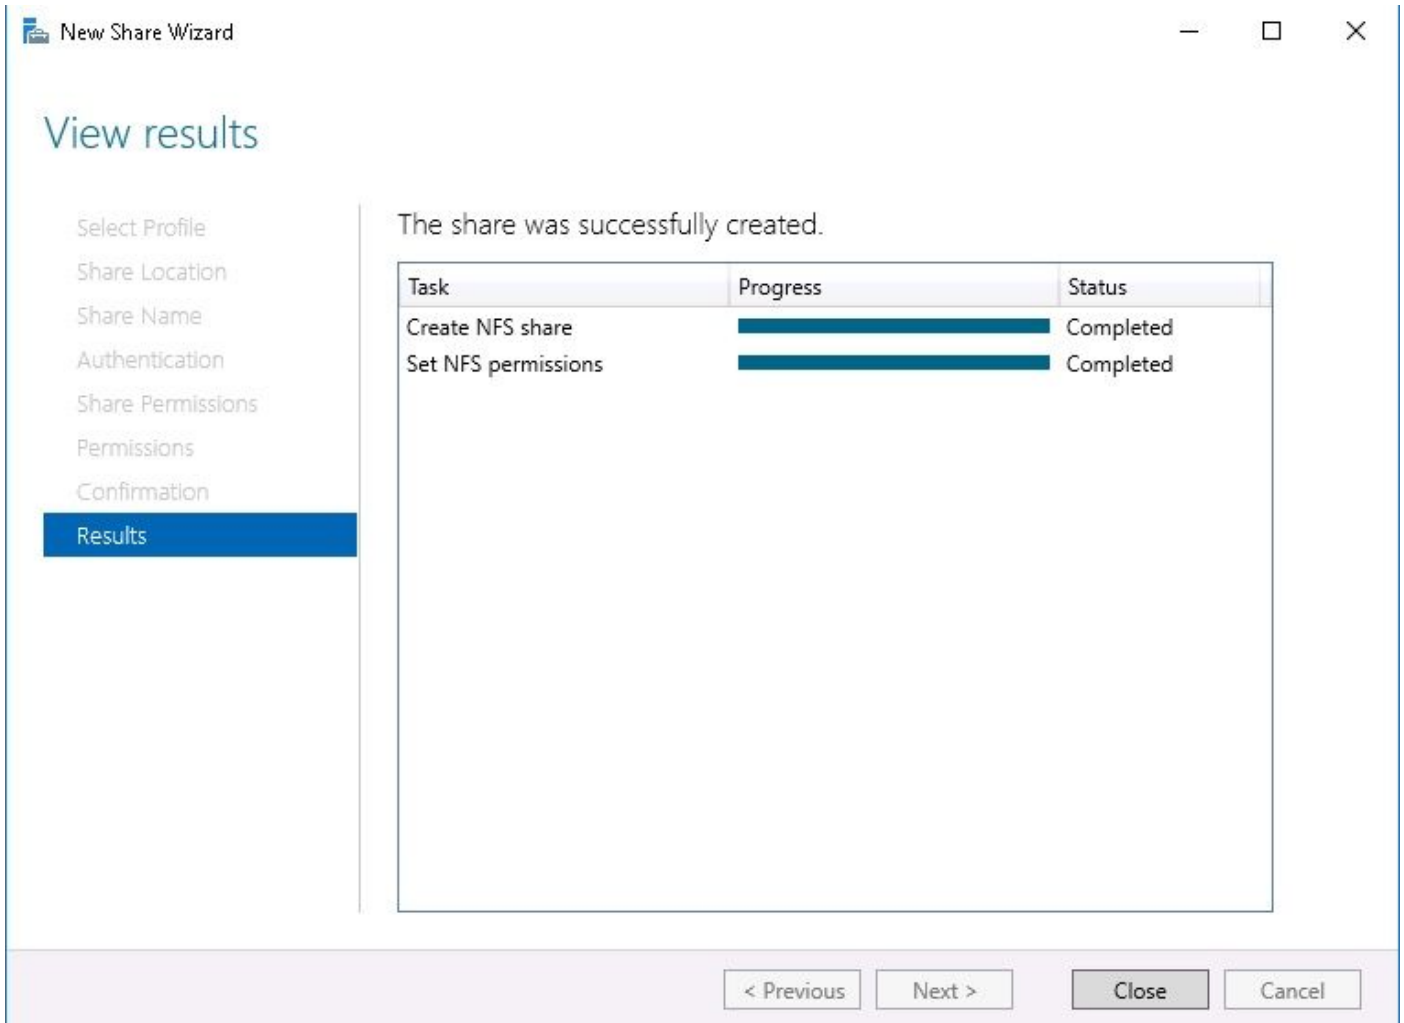 New Share Wizard
View results
Select Profile
Share Location
Share Name
Authentication
Share Permissions
Permissions
Confirmation
Results
The share was successfully created.
Task Progress Status
Create NFS share Completed
Set NFS permissions Completed
< Previous Next > Close Cancel